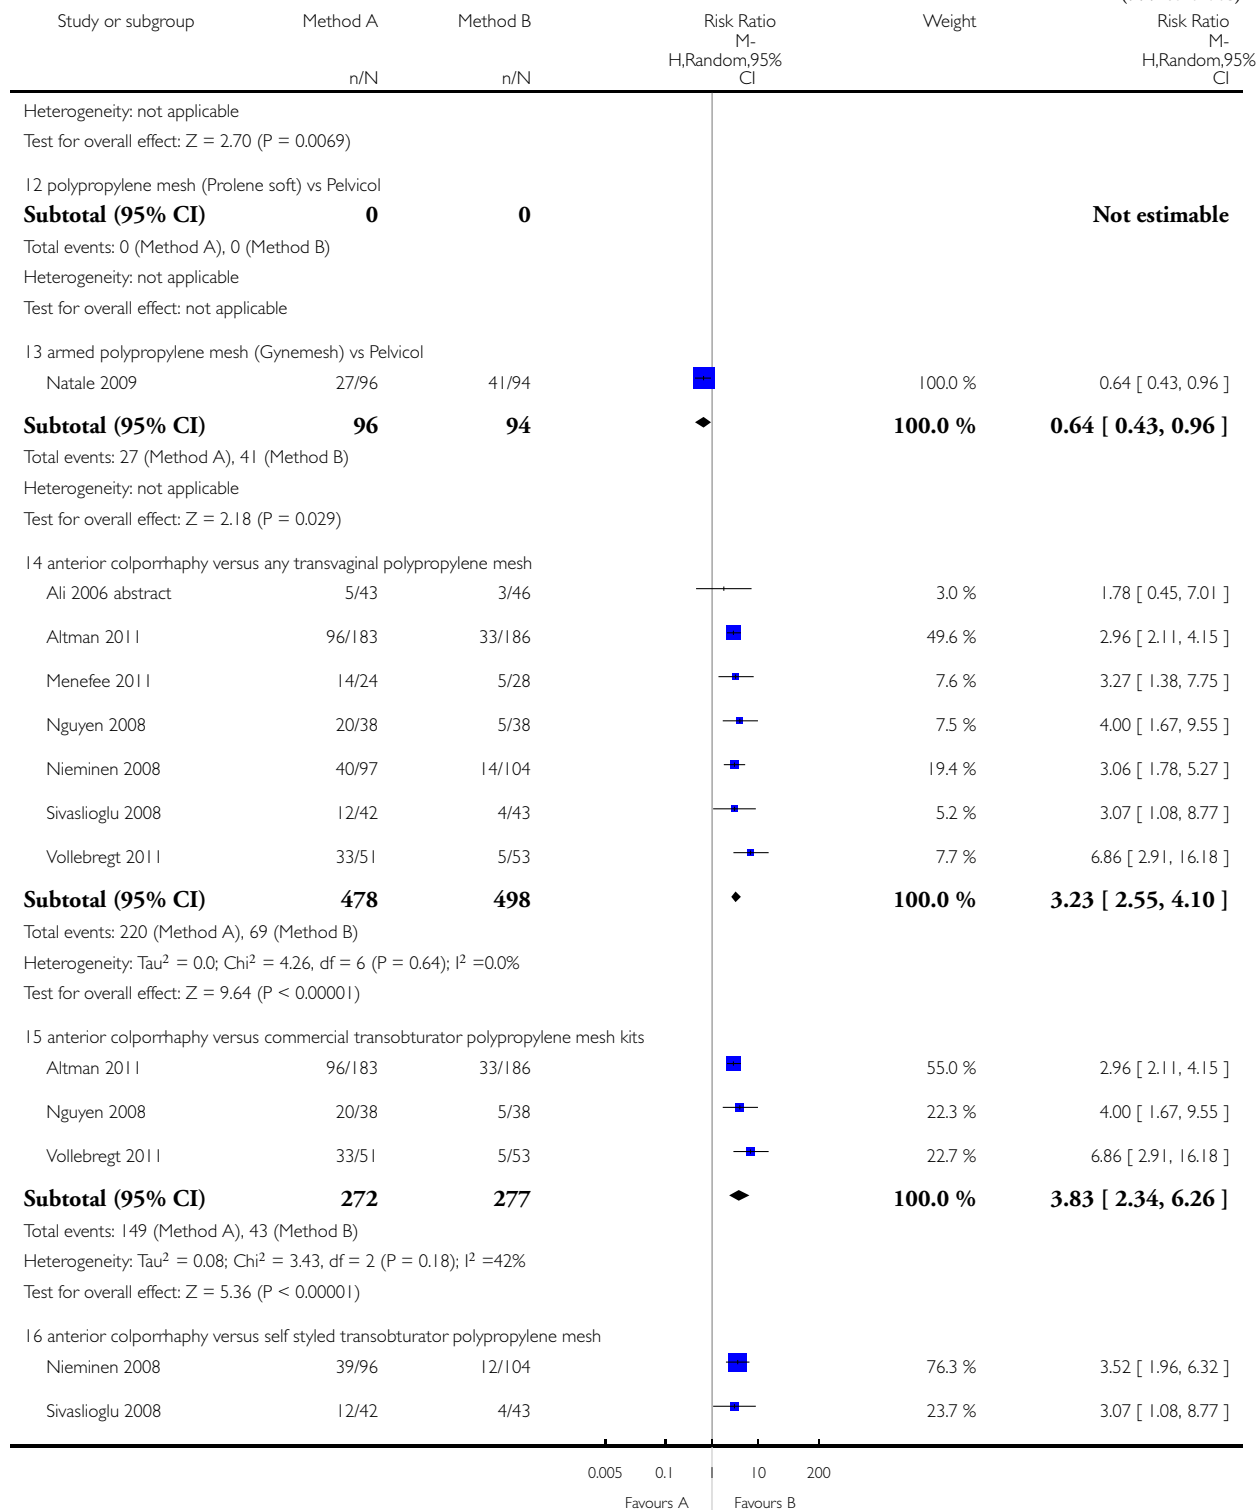 Study or subgroup Method A Method B Risk Ratio Weight Risk Ratio
M- M-
H,Random,95% H,Random,95%
n/N n/N CI CI
Heterogeneity: not applicable
Test for overall effect: Z = 2.70 (P = 0.0069)
12 polypropylene mesh (Prolene soft) vs Pelvicol
Subtotal (95% CI) 0 0 Not estimable
Total events: 0 (Method A), 0 (Method B)
Heterogeneity: not applicable
Test for overall effect: not applicable
13 armed polypropylene mesh (Gynemesh) vs Pelvicol
Natale 2009 27/96 41/94 100.0 % 0.64 [ 0.43, 0.96 ]
Subtotal (95% CI) 96 94 100.0 % 0.64 [ 0.43, 0.96 ]
Total events: 27 (Method A), 41 (Method B)
Heterogeneity: not applicable
Test for overall effect: Z = 2.18 (P = 0.029)
14 anterior colporrhaphy versus any transvaginal polypropylene mesh
Ali 2006 abstract 5/43 3/46 3.0 % 1.78 [ 0.45, 7.01 ]
Altman 2011 96/183 33/186 49.6 % 2.96 [ 2.11, 4.15 ]
Menefee 2011 14/24 5/28 7.6 % 3.27 [ 1.38, 7.75 ]
Nguyen 2008 20/38 5/38 7.5 % 4.00 [ 1.67, 9.55 ]
Nieminen 2008 40/97 14/104 19.4 % 3.06 [ 1.78, 5.27 ]
Sivaslioglu 2008 12/42 4/43 5.2 % 3.07 [ 1.08, 8.77 ]
Vollebregt 2011 33/51 5/53 7.7 % 6.86 [ 2.91, 16.18 ]
Subtotal (95% CI) 478 498 100.0 % 3.23 [ 2.55, 4.10 ]
Total events: 220 (Method A), 69 (Method B)
Heterogeneity: Tau² = 0.0; Chi² = 4.26, df = 6 (P = 0.64); I² =0.0%
Test for overall effect: Z = 9.64 (P < 0.00001)
15 anterior colporrhaphy versus commercial transobturator polypropylene mesh kits
Altman 2011 96/183 33/186 55.0 % 2.96 [ 2.11, 4.15 ]
Nguyen 2008 20/38 5/38 22.3 % 4.00 [ 1.67, 9.55 ]
Vollebregt 2011 33/51 5/53 22.7 % 6.86 [ 2.91, 16.18 ]
Subtotal (95% CI) 272 277 100.0 % 3.83 [ 2.34, 6.26 ]
Total events: 149 (Method A), 43 (Method B)
Heterogeneity: Tau² = 0.08; Chi² = 3.43, df = 2 (P = 0.18); I² =42%
Test for overall effect: Z = 5.36 (P < 0.00001)
16 anterior colporrhaphy versus self styled transobturator polypropylene mesh
Nieminen 2008 39/96 12/104 76.3 % 3.52 [ 1.96, 6.32 ]
Sivaslioglu 2008 12/42 4/43 23.7 % 3.07 [ 1.08, 8.77 ]
0.005 0.1 1 10 200
Favours A Favours B